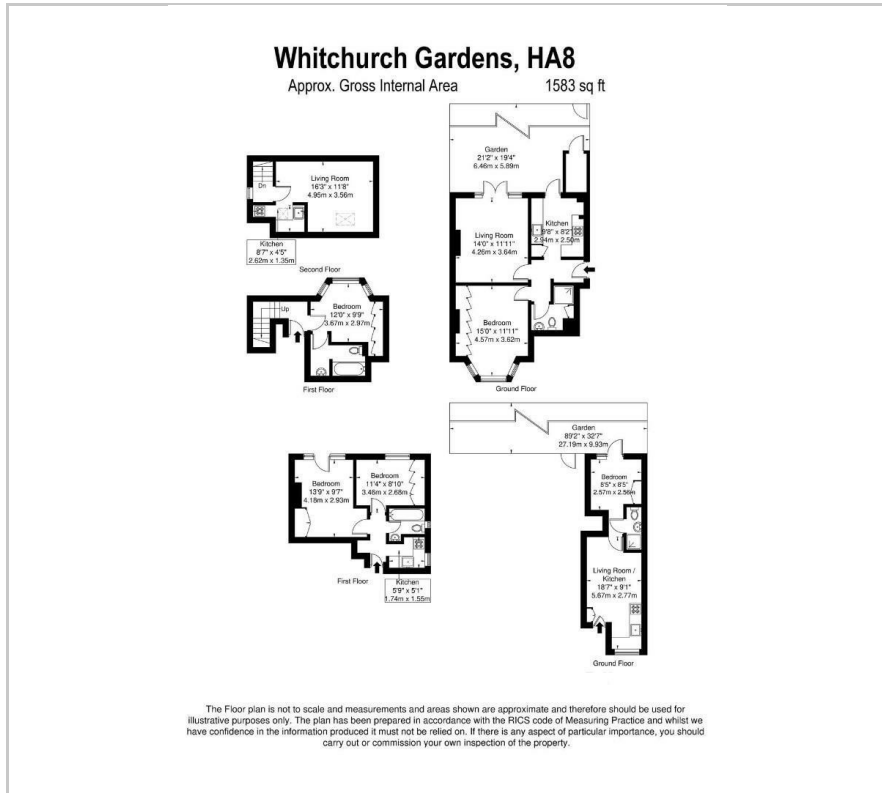 Whitchurch Gardens, HA8
Approx. Gross Internal Area 1583 sq ft
Garden
21'2" x 19'4"
6.46m x 5.89m
Living Room
16'3" x 11'8"
4.95m x 3.56m
Dn
Kitchen
8'7" x 4'5"
2.62m x 1.35m
Second Floor
Living Room
14'0" x 11'11"
4.26m x 3.64m
Kitchen
9'8" x 8'2"
2.94m x 2.50m
Up
Bedroom
12'0" x 9'9"
3.67m x 2.97m
First Floor
Bedroom
15'0" x 11'11"
4.57m x 3.62m
Ground Floor
Garden
89'2" x 32'7"
27.19m x 9.93m
Bedroom
13'9" x 9'7"
4.18m x 2.93m
Bedroom
11'4" x 8'10"
3.46m x 2.68m
First Floor
Kitchen
5'9" x 5'1"
1.74m x 1.55m
Bedroom
8'5" x 8'5"
2.57m x 2.56m
Living Room /
Kitchen
18'7" x 9'1"
5.67m x 2.77m
Ground Floor
The Floor plan is not to scale and measurements and areas shown are approximate and therefore should be used for
illustrative purposes only. The plan has been prepared in accordance with the RICS code of Measuring Practice and whilst we
have confidence in the information produced it must not be relied on. If there is any aspect of particular importance, you should
carry out or commission your own inspection of the property.